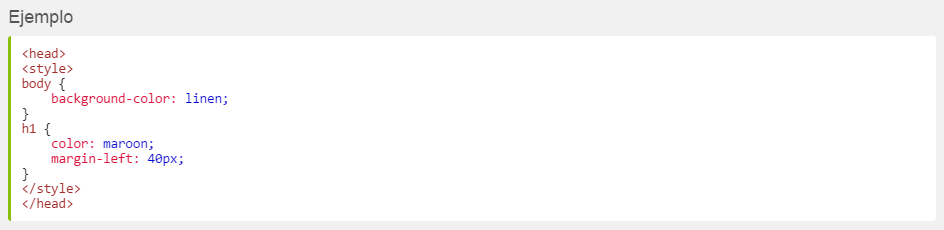 Ejemplo
<head>
<style>
body {
    background-color: linen;
}
h1 {
    color: maroon;
    margin-left: 40px;
}
</style>
</head>